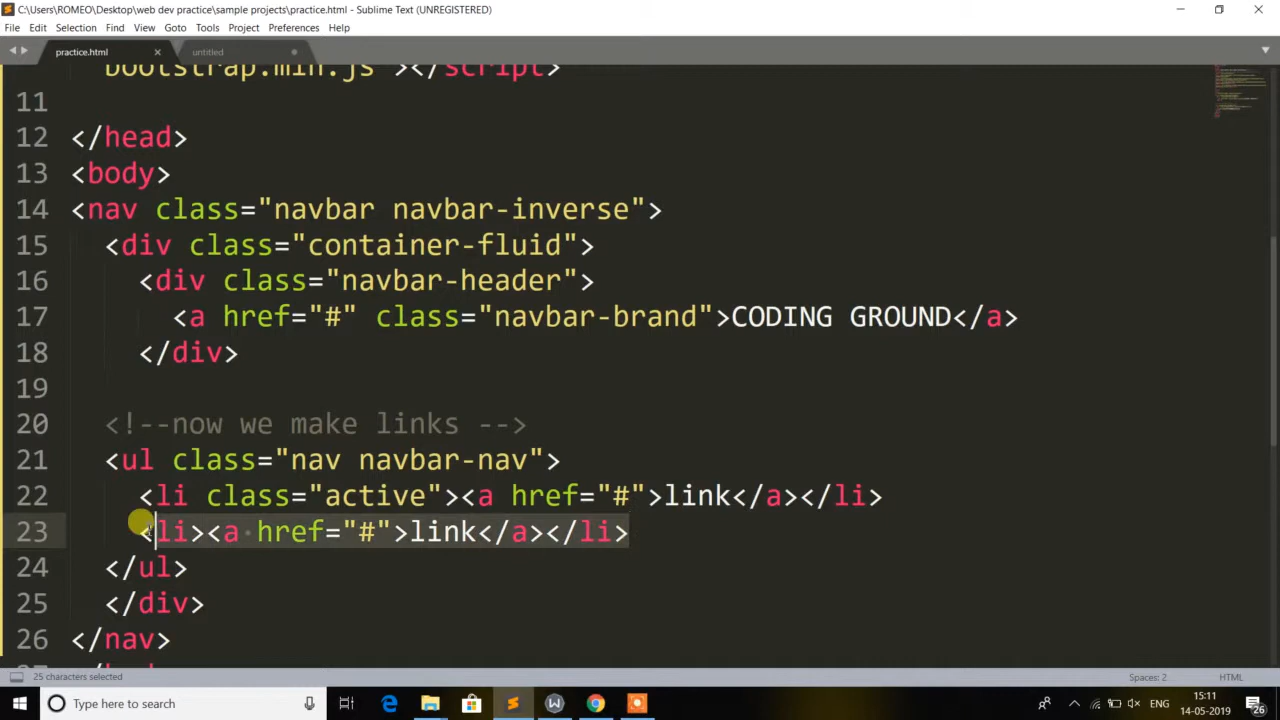 C:\Users\ROMEO\Desktop\web dev practice\sample projects\practice.html - Sublime Text (UNREGISTERED)
File Edit Selection Find View Goto Tools Project Preferences Help
practice.html untitled
bootstrap.min.js"></script>
11
12 </head>
13 <body>
14 <nav class="navbar navbar-inverse">
15 <div class="container-fluid">
16 <div class="navbar-header">
17 <a href="#" class="navbar-brand">CODING GROUND</a>
18 </div>
19
20 <!--now we make links -->
21 <ul class="nav navbar-nav">
22 <li class="active"><a href="#">link</a></li>
23 <li><a href="#">link</a></li>
24 </ul>
25 </div>
26 </nav>
25 characters selected Spaces: 2 HTML
Type here to search ENG 15:11
14-05-2019 26